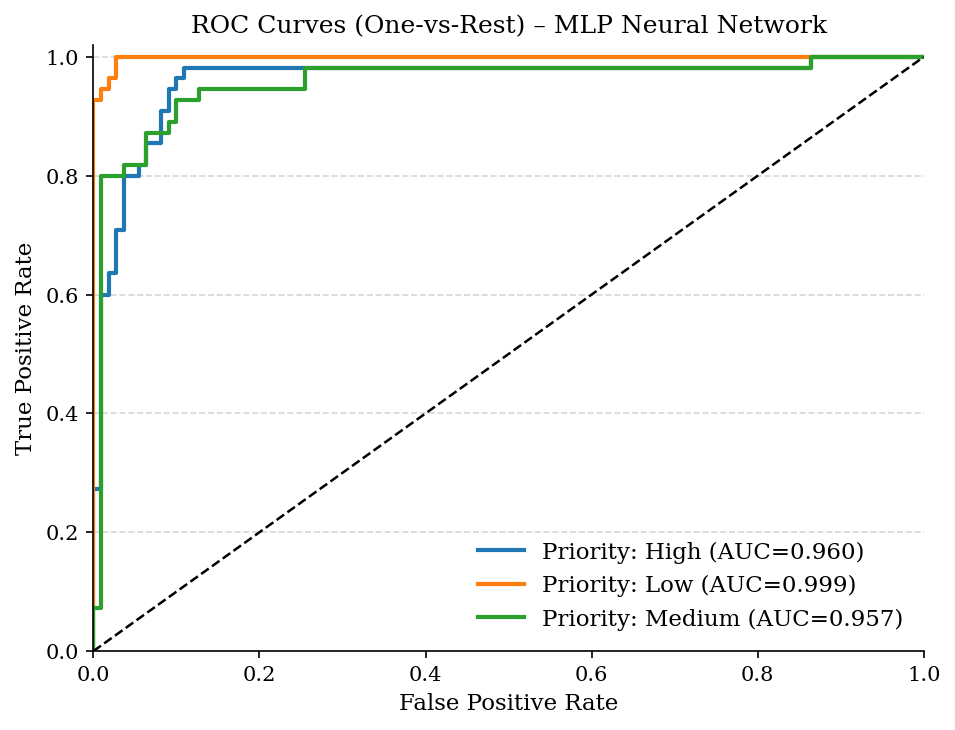 ROC Curves (One-vs-Rest) – MLP Neural Network
True Positive Rate
1.0
0.8
0.6
0.4
0.2
0.0
Priority: High (AUC=0.960)
Priority: Low (AUC=0.999)
Priority: Medium (AUC=0.957)
0.0 0.2 0.4 0.6 0.8 1.0
False Positive Rate